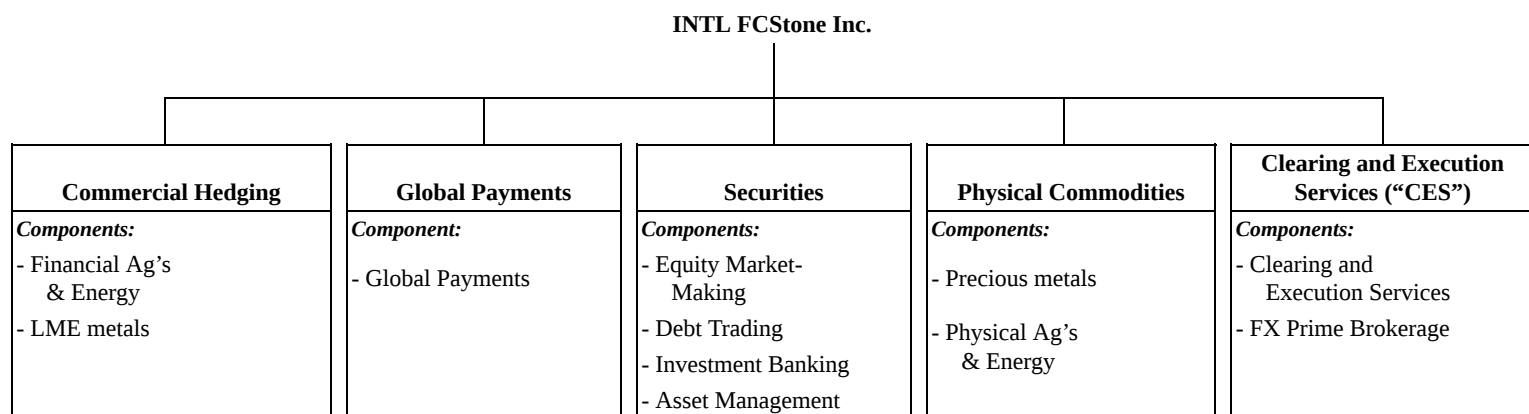 INTL FCStone Inc.
Commercial Hedging
Components:
- Financial Ag’s
& Energy
- LME metals
Global Payments
Component:
- Global Payments
Securities
Components:
- Equity Market-
Making
- Debt Trading
- Investment Banking
- Asset Management
Physical Commodities
Components:
- Precious metals
- Physical Ag’s
& Energy
Clearing and Execution
Services (“CES”)
Components:
- Clearing and
Execution Services
- FX Prime Brokerage